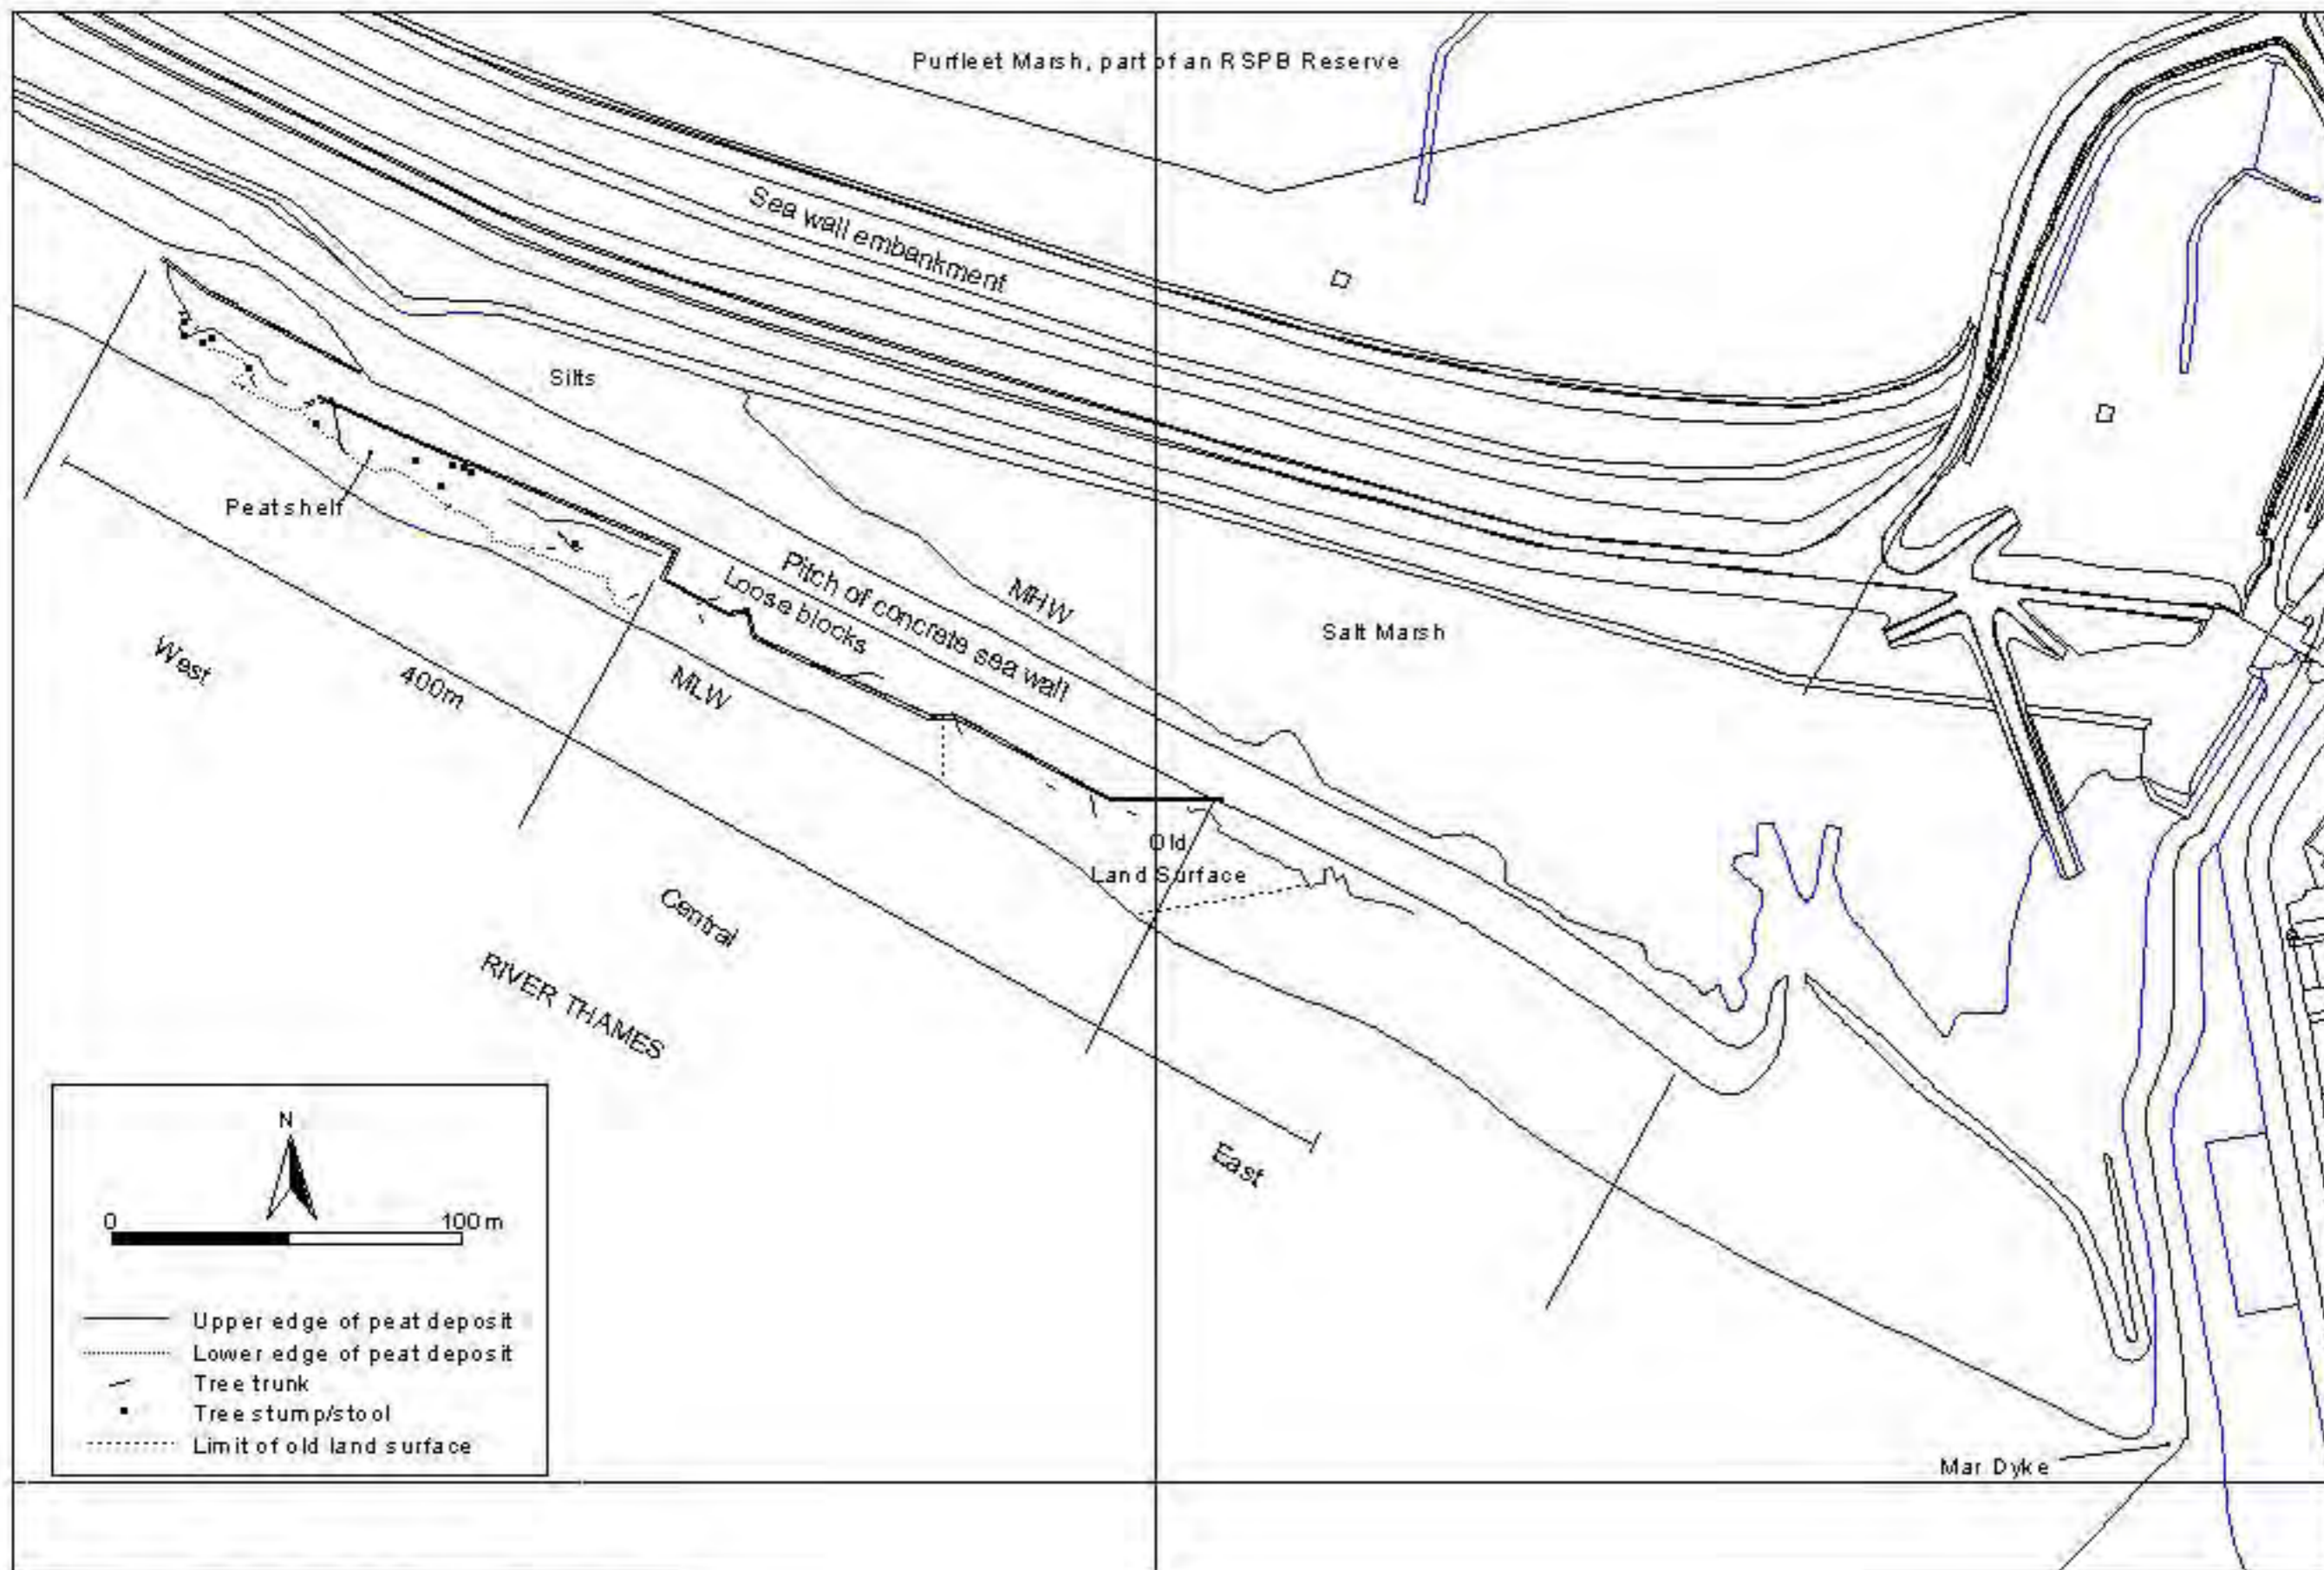 Purfleet Marsh, part of an RSPB Reserve
Sea wall embankment
Silts
Peat shelf
Pitch of concrete sea wall
Loose blocks
MHW
Salt Marsh
West
400m
MLW
Old
Land Surface
Central
RIVER THAMES
East
N
0 100 m
Upper edge of peat deposit
Lower edge of peat deposit
Tree trunk
Tree stump/stool
Limit of old land surface
Mar Dyke